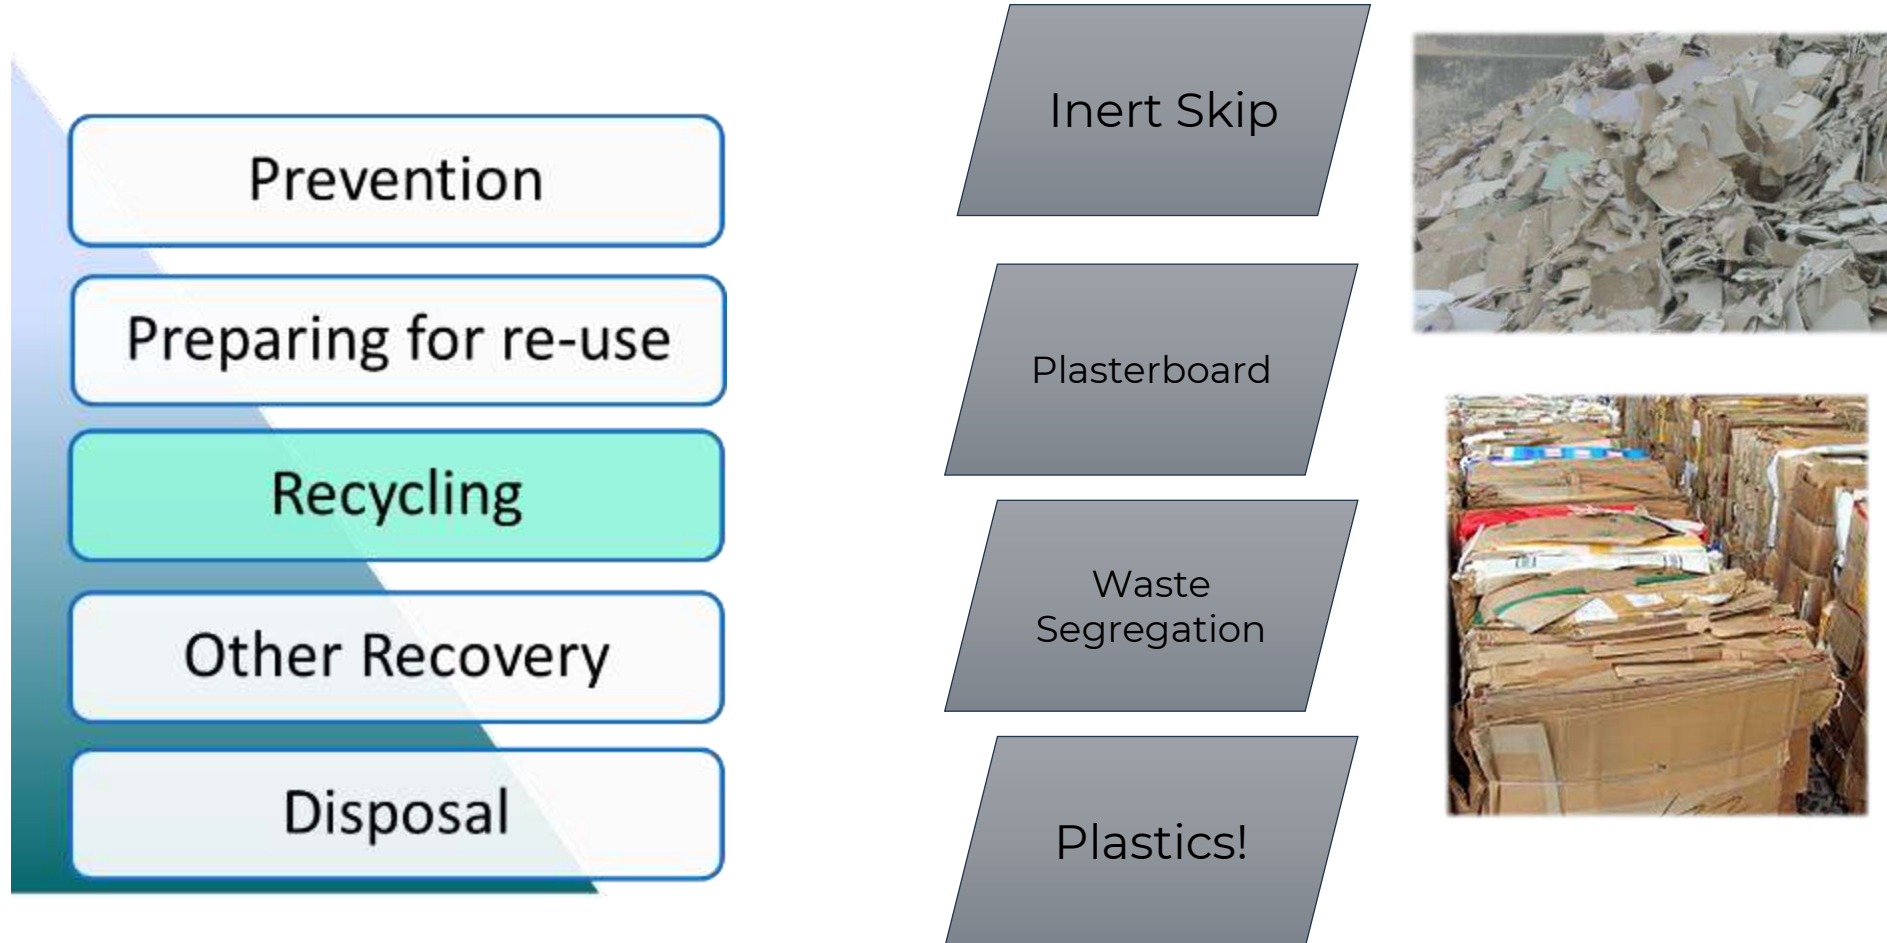 Prevention
Preparing for re-use
Recycling
Other Recovery
Disposal
Inert Skip
Plasterboard
Waste
Segregation
Plastics!